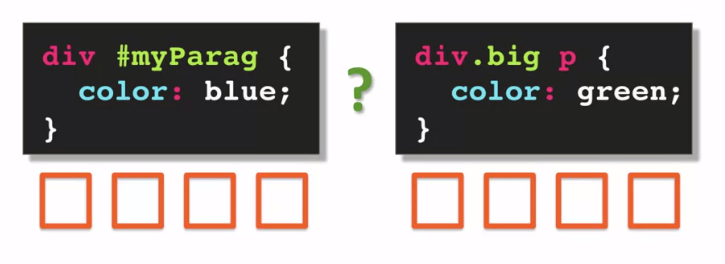 div #myParag {
  color: blue;
}
?
div.big p {
  color: green;
}